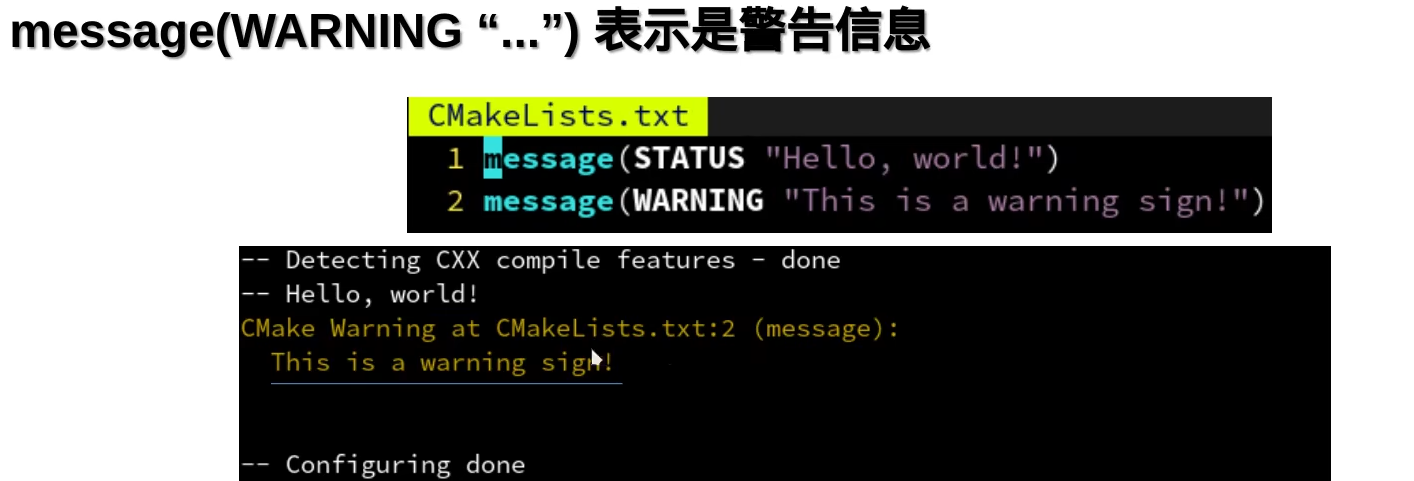 message(WARNING “...”) 表示是警告信息
CMakeLists.txt
1 message(STATUS "Hello, world!")
2 message(WARNING "This is a warning sign!")
-- Detecting CXX compile features - done
-- Hello, world!
CMake Warning at CMakeLists.txt:2 (message):
  This is a warning sign!
-- Configuring done